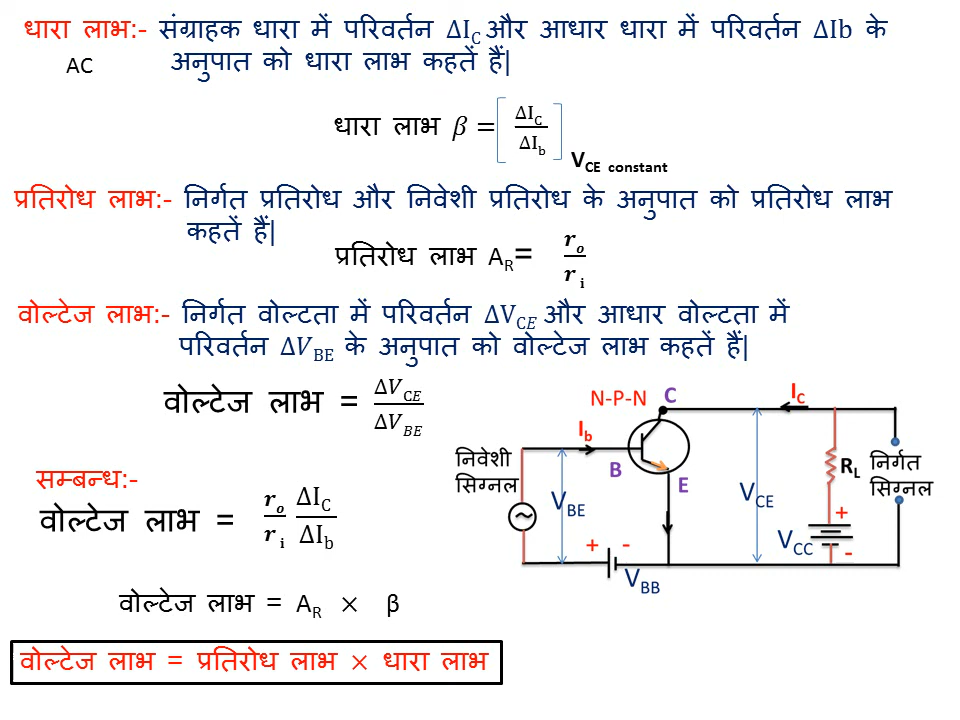 धारा लाभ:- संग्राहक धारा में परिवर्तन ΔI_C और आधार धारा में परिवर्तन ΔIb के
AC अनुपात को धारा लाभ कहतें हैं|
धारा लाभ β = [ΔI_C / ΔI_b] V_CE constant
प्रतिरोध लाभ:- निर्गत प्रतिरोध और निवेशी प्रतिरोध के अनुपात को प्रतिरोध लाभ
कहतें हैं|
प्रतिरोध लाभ A_R= r_o / r_i
वोल्टेज लाभ:- निर्गत वोल्टता में परिवर्तन ΔV_CE और आधार वोल्टता में
परिवर्तन ΔV_BE के अनुपात को वोल्टेज लाभ कहतें हैं|
वोल्टेज लाभ = ΔV_CE / ΔV_BE
सम्बन्ध:-
वोल्टेज लाभ = r_o / r_i ΔI_C / ΔI_b
वोल्टेज लाभ = A_R × β
वोल्टेज लाभ = प्रतिरोध लाभ × धारा लाभ
N-P-N
C
I_C
I_b
B
E
निवेशी
सिग्नल
V_BE
V_CE
R_L
निर्गत
सिग्नल
+
V_CC
-
+ -
V_BB